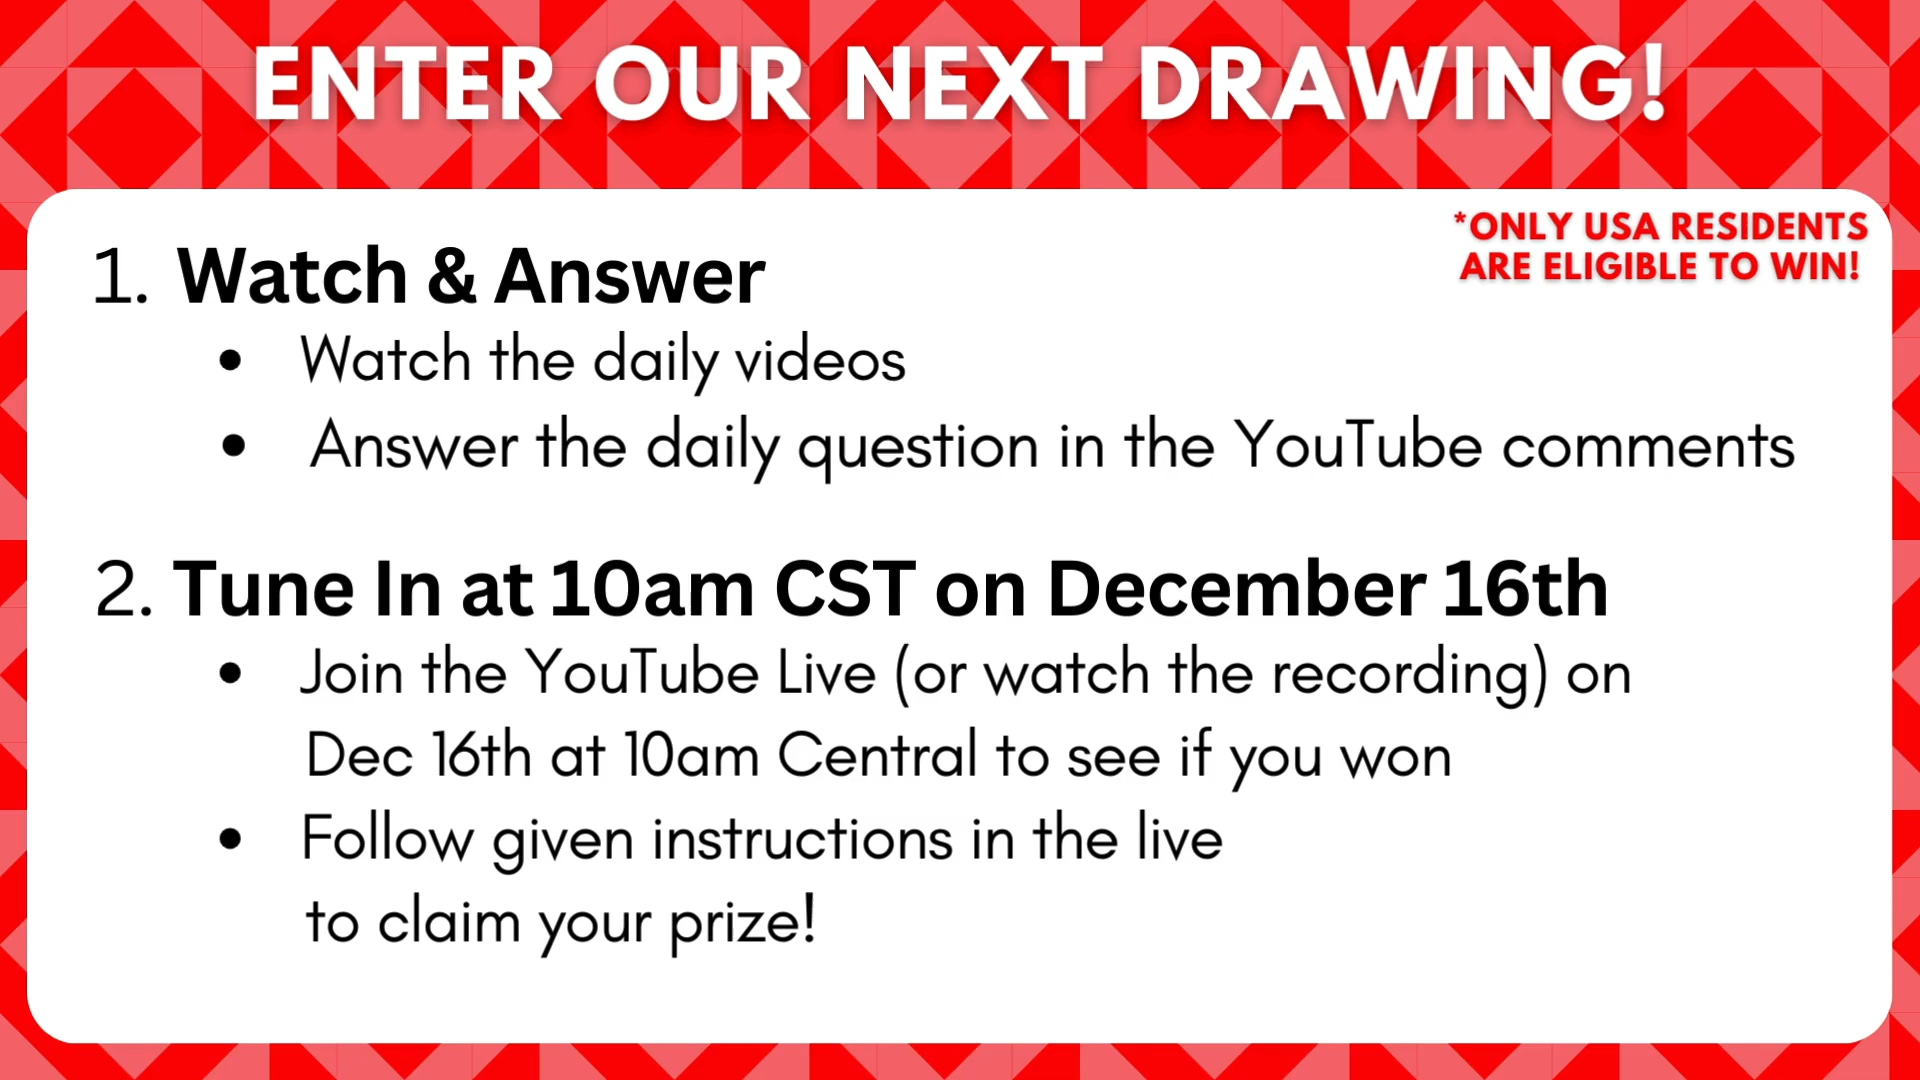 ENTER OUR NEXT DRAWING!
*ONLY USA RESIDENTS
ARE ELIGIBLE TO WIN!
1. Watch & Answer
• Watch the daily videos
• Answer the daily question in the YouTube comments
2. Tune In at 10am CST on December 16th
• Join the YouTube Live (or watch the recording) on
Dec 16th at 10am Central to see if you won
• Follow given instructions in the live
to claim your prize!